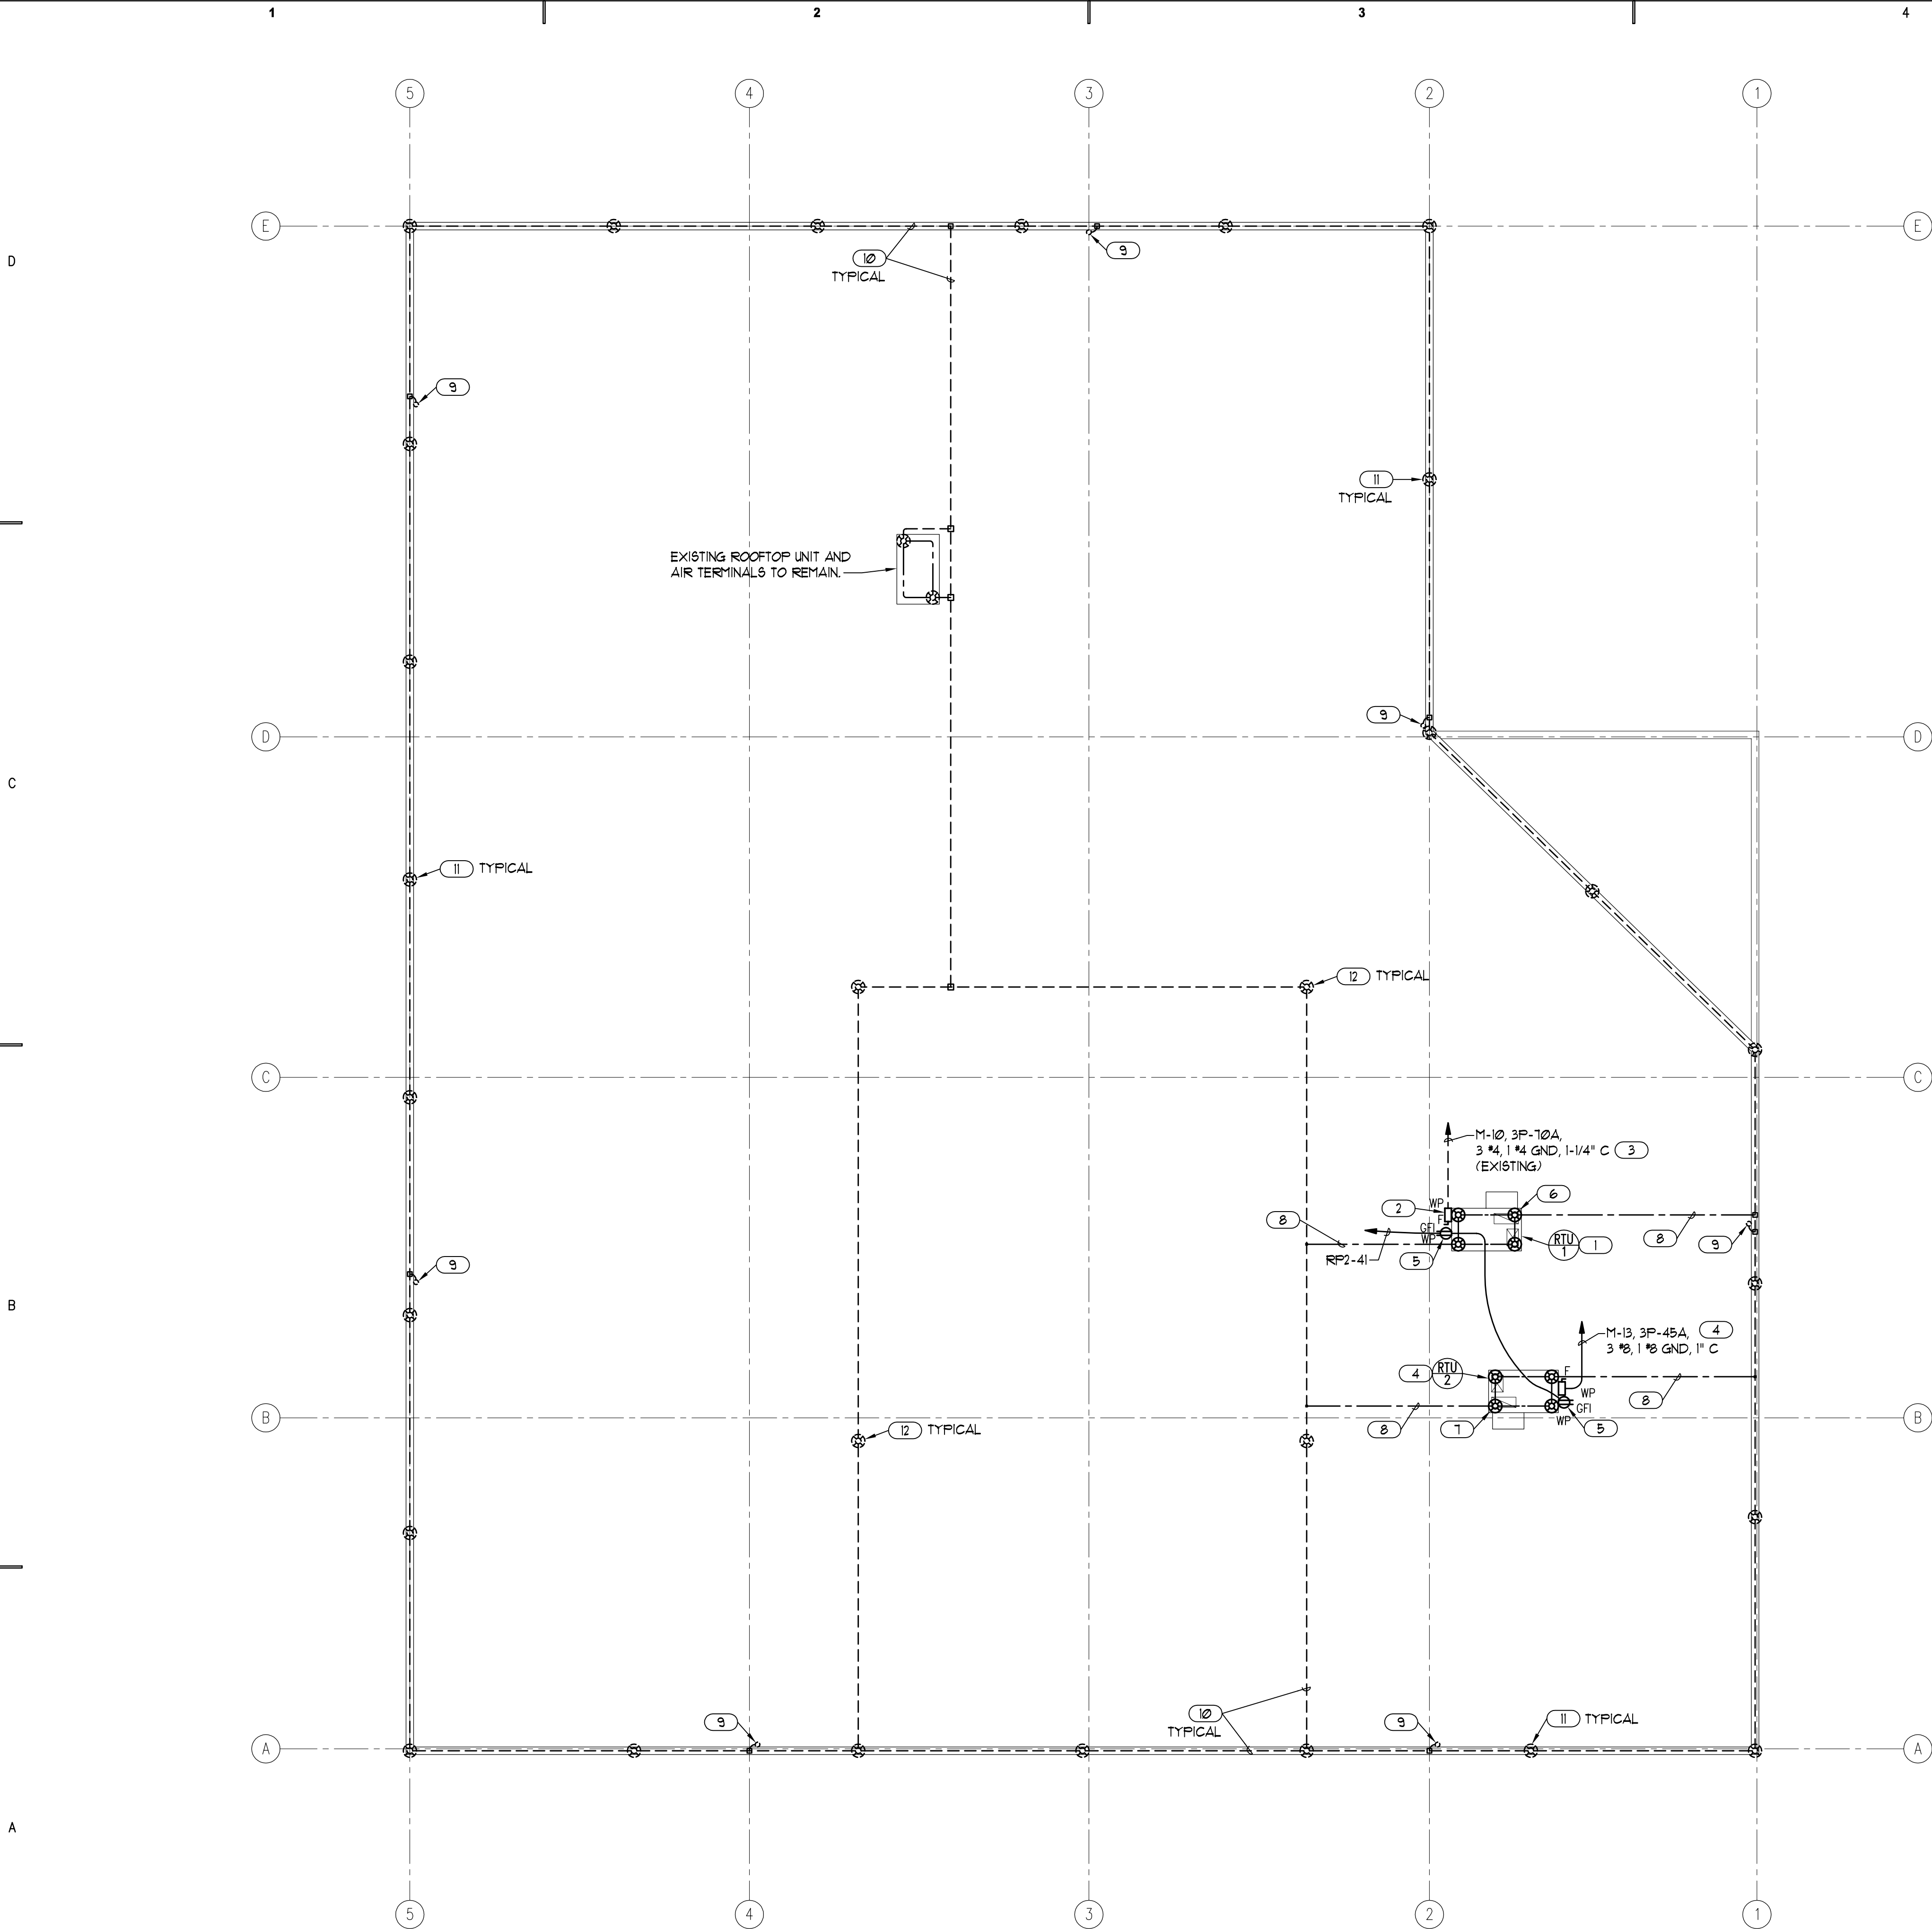 1
2
3
4
5
4
3
2
1
E
E
D
9
10
TYPICAL
9
11
TYPICAL
EXISTING ROOFTOP UNIT AND
AIR TERMINALS TO REMAIN.
9
D
D
C
11 TYPICAL
12 TYPICAL
C
C
M-10, 3P-70A,
3 #4, 1 #4 GND, 1-1/4" C 3
(EXISTING)
6
2
WP
F
GFI
WP
8
8
RTU
1
1
9
RP2-41
5
9
B
M-13, 3P-45A, 4
3 #8, 1 #8 GND, 1" C
4
RTU
2
F
WP
GFI
WP
8
B
B
12 TYPICAL
8
7
5
9
10
TYPICAL
9
11 TYPICAL
A
A
A
5
4
3
2
1